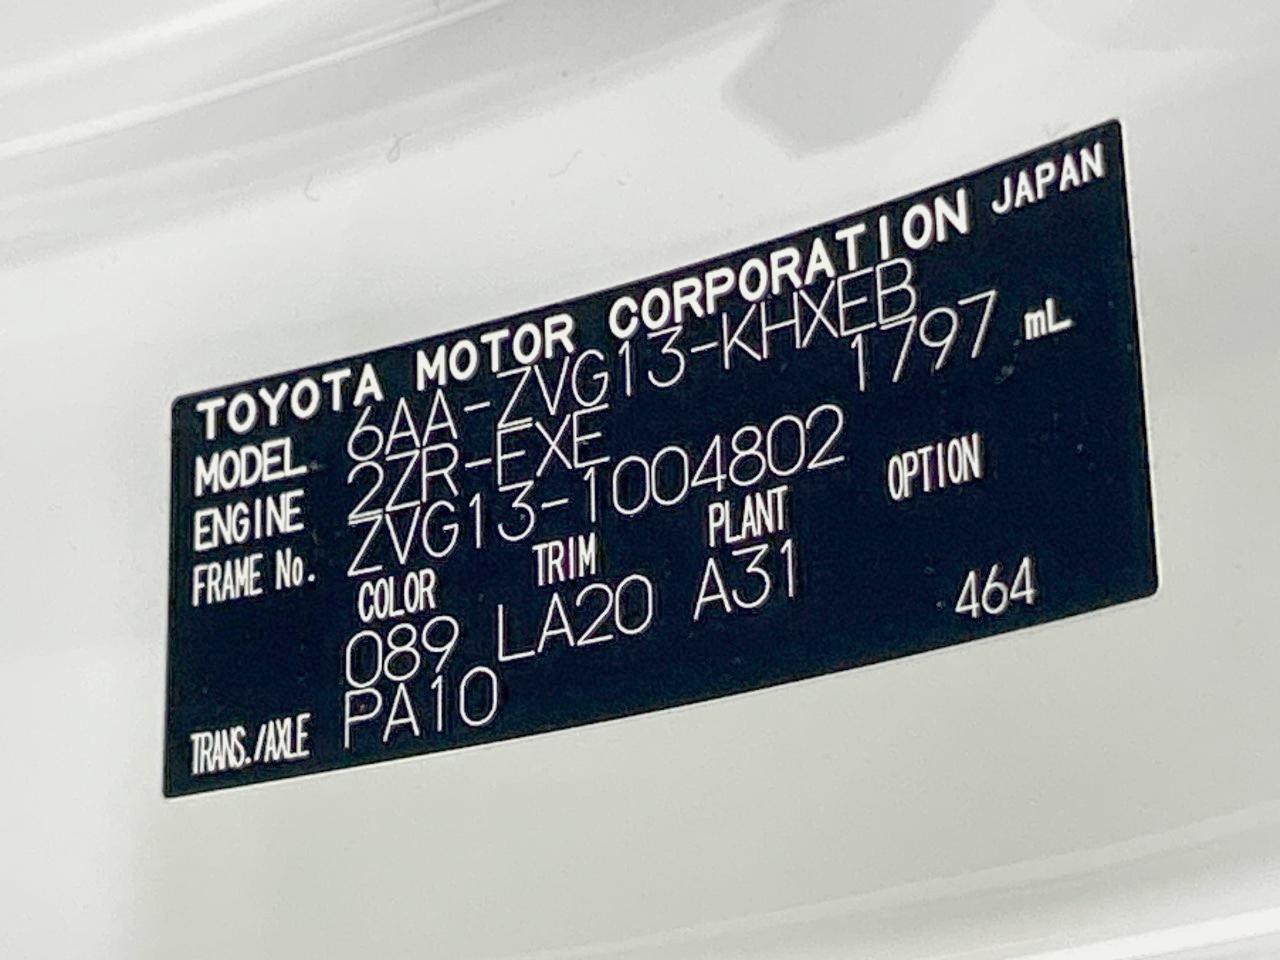 TOYOTA MOTOR CORPORATION JAPAN
MODEL 6AA-ZVG13-KHXEB
ENGINE 2ZR-FXE 1797 mL
FRAME No. ZVG13-1004802
COLOR TRIM PLANT OPTION
089 LA20 A31 464
TRANS./AXLE PA10